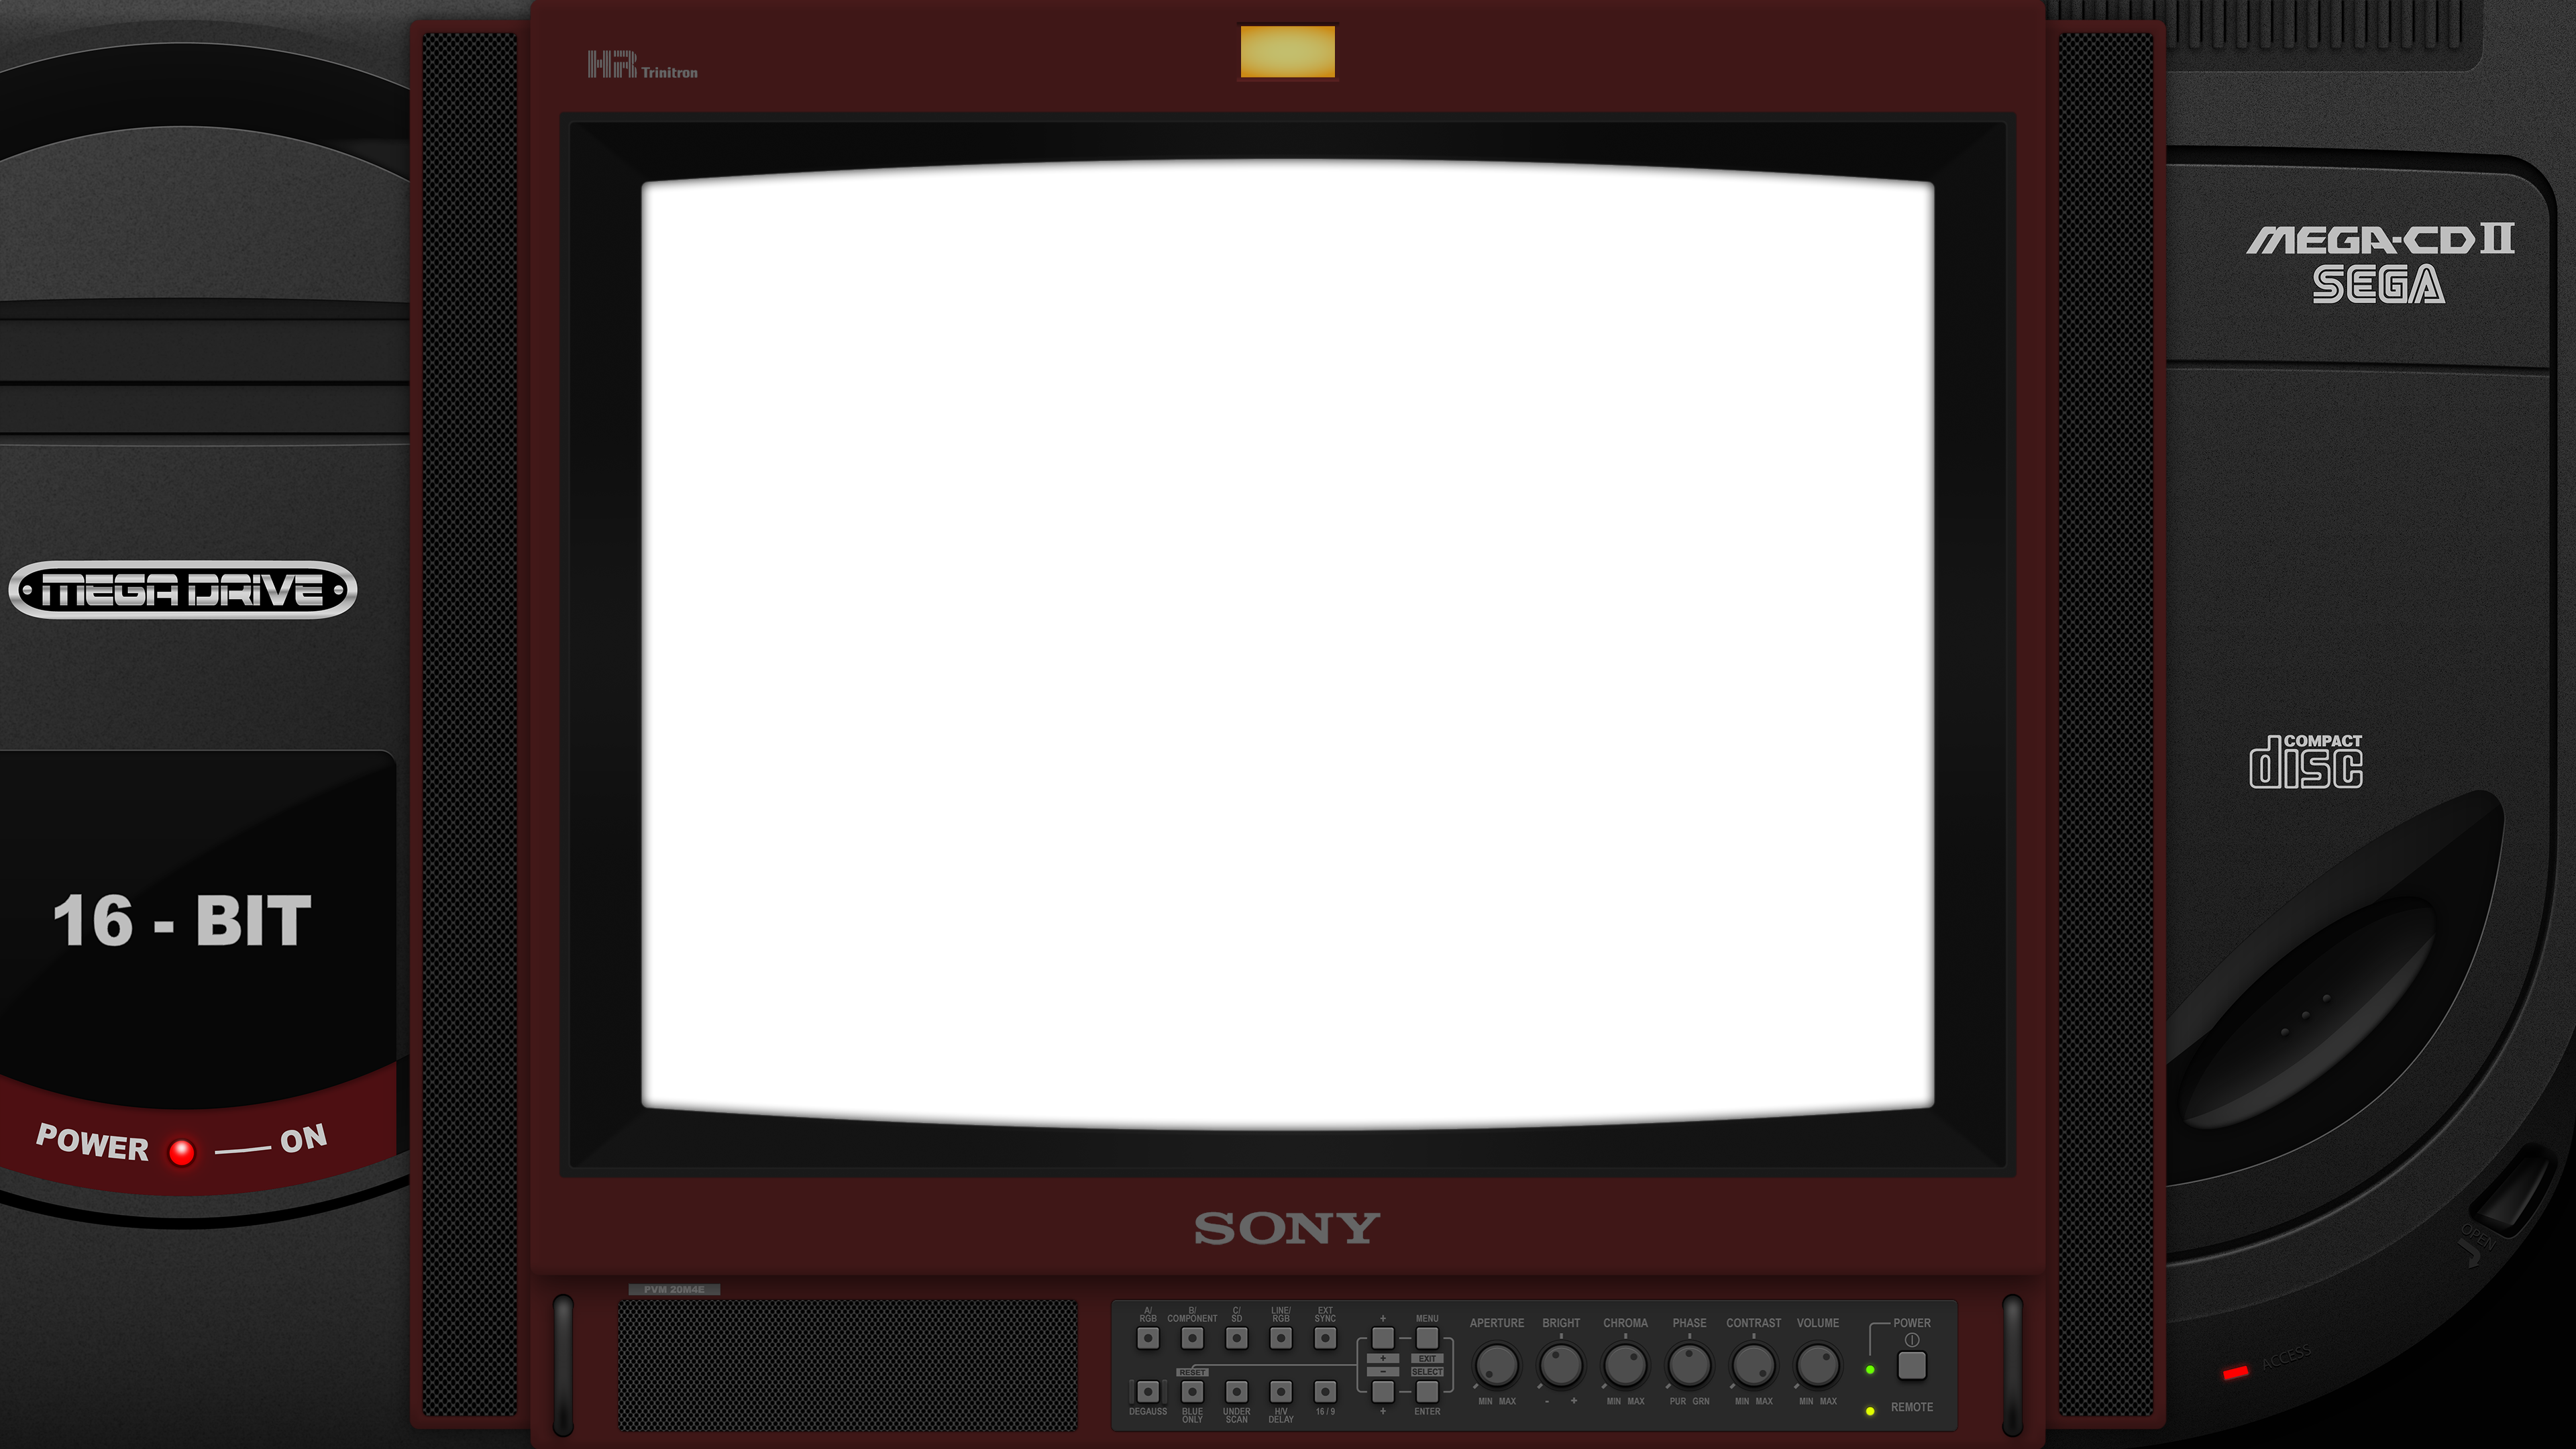 HR Trinitron
MEGA-CD II
SEGA
MEGA DRIVE
COMPACT
disc
16 - BIT
POWER ON
SONY
OPEN
ACCESS
PVM 20M4E
A/ RGB
B/ COMPONENT
C/ SD
LINE/ RGB
EXT SYNC
+
MENU
+
EXIT
RESET
−
SELECT
DEGAUSS
BLUE ONLY
UNDER SCAN
H/V DELAY
16 / 9
+
ENTER
APERTURE
BRIGHT
CHROMA
PHASE
CONTRAST
VOLUME
POWER
MIN MAX
- +
MIN MAX
PUR GRN
MIN MAX
MIN MAX
REMOTE